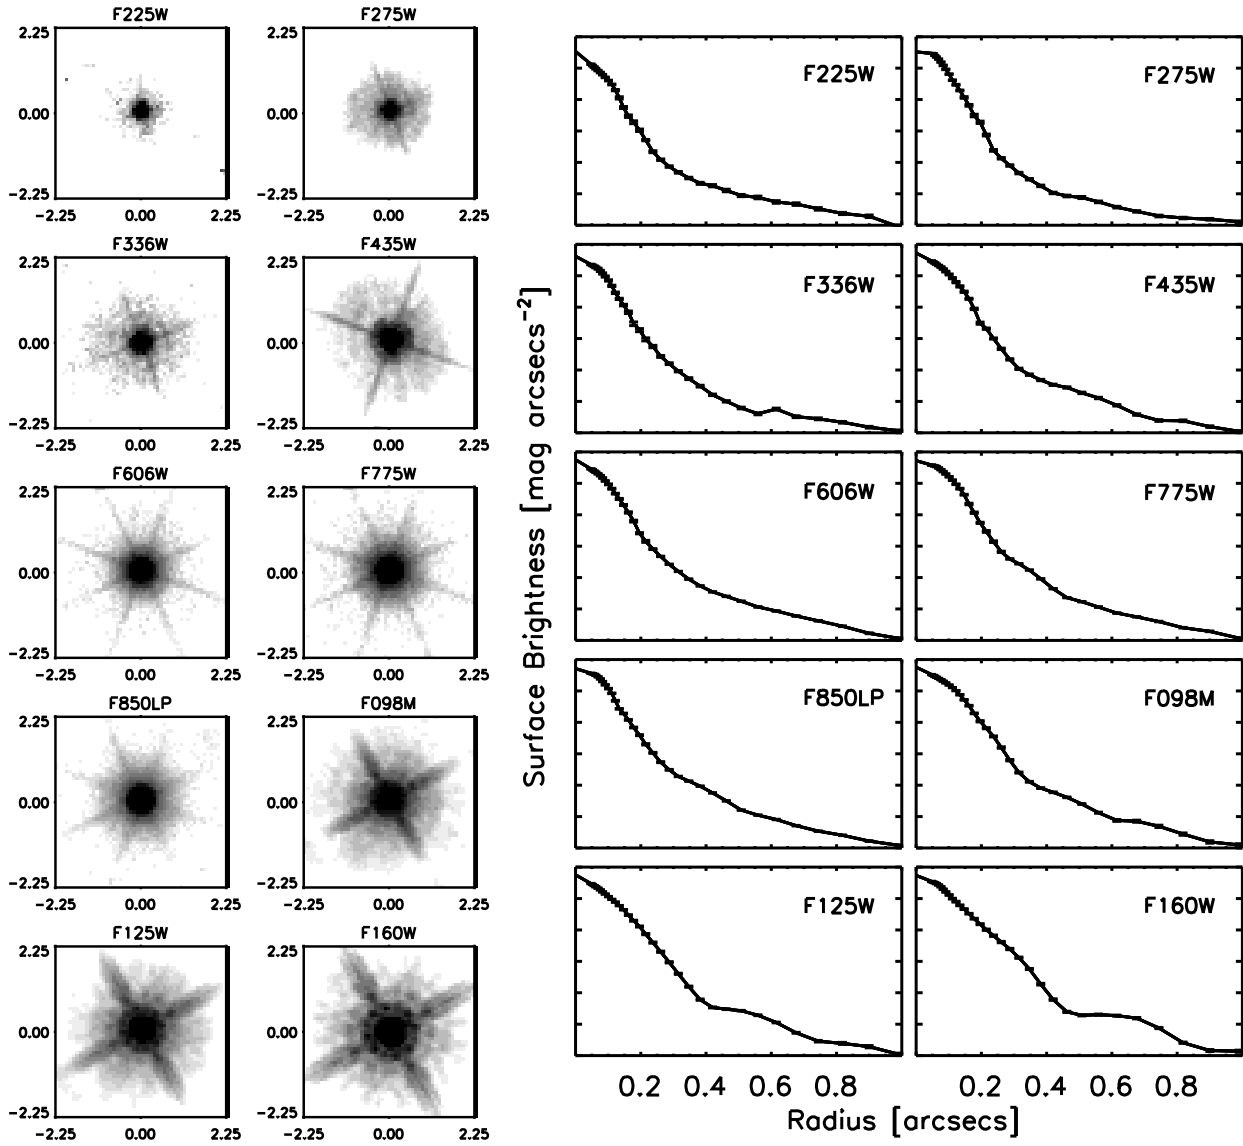 F225W
F275W
2.25
0.00
−2.25
−2.25 0.00 2.25
2.25
0.00
−2.25
−2.25 0.00 2.25
F336W
F435W
2.25
0.00
−2.25
−2.25 0.00 2.25
2.25
0.00
−2.25
−2.25 0.00 2.25
F606W
F775W
2.25
0.00
−2.25
−2.25 0.00 2.25
2.25
0.00
−2.25
−2.25 0.00 2.25
F850LP
F098M
2.25
0.00
−2.25
−2.25 0.00 2.25
2.25
0.00
−2.25
−2.25 0.00 2.25
F125W
F160W
2.25
0.00
−2.25
−2.25 0.00 2.25
2.25
0.00
−2.25
−2.25 0.00 2.25
Surface Brightness [mag arcsecs⁻²]
F225W
F275W
F336W
F435W
F606W
F775W
F850LP
F098M
F125W
F160W
0.2 0.4 0.6 0.8
0.2 0.4 0.6 0.8
Radius [arcsecs]